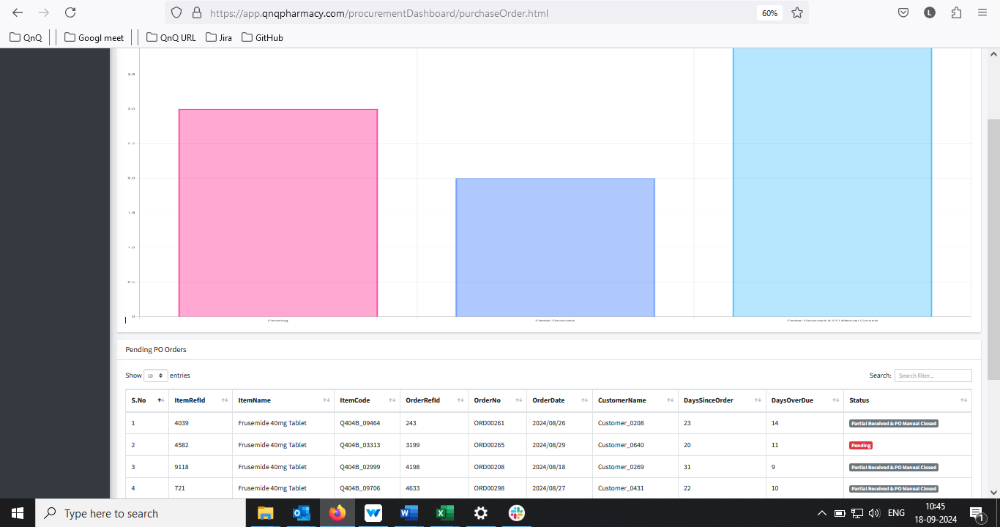 https://app.qnqpharmacy.com/procurementDashboard/purchaseOrder.html
60%
L
QnQ
Googl meet
QnQ URL
Jira
GitHub
3.5
3.0
2.5
2.0
1.5
1.0
0.5
0
Pending
Partial Received
Partial Received & PO Manual Closed
Pending PO Orders
Show 10 entries
Search: Search filter...
S.No ItemRefId ItemName ItemCode OrderRefId OrderNo OrderDate CustomerName DaysSinceOrder DaysOverDue Status
1 4039 Frusemide 40mg Tablet Q404B_09464 243 ORD00261 2024/08/26 Customer_0208 23 14 Partial Received & PO Manual Closed
2 4582 Frusemide 40mg Tablet Q404B_03313 3199 ORD00265 2024/08/29 Customer_0640 20 11 Pending
3 9118 Frusemide 40mg Tablet Q404B_02999 4198 ORD00208 2024/08/18 Customer_0269 31 9 Partial Received & PO Manual Closed
4 721 Frusemide 40mg Tablet Q404B_09706 4633 ORD00298 2024/08/27 Customer_0431 22 10 Partial Received & PO Manual Closed
Type here to search
ENG
10:45
18-09-2024
1